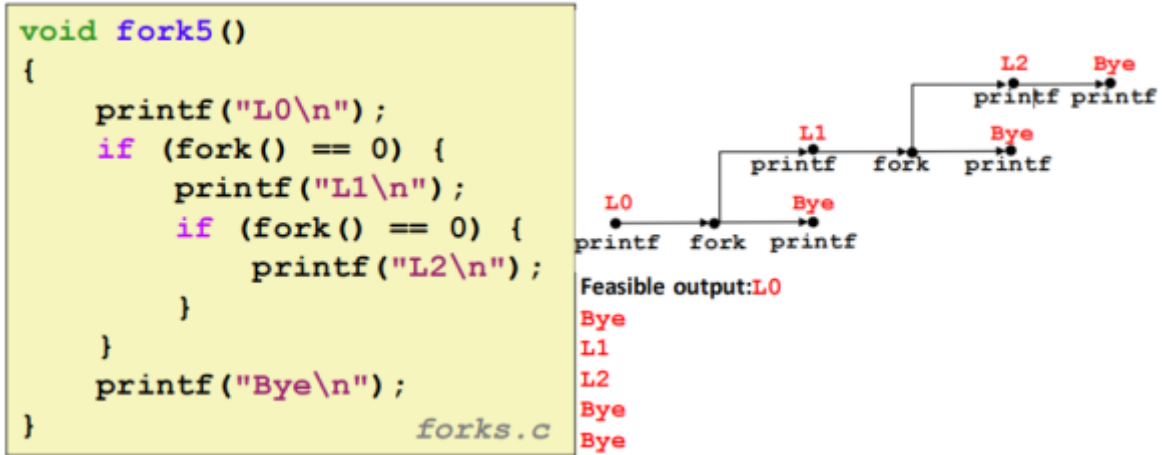 void fork5()
{
printf("L0\n");
if (fork() == 0) {
printf("L1\n");
if (fork() == 0) {
printf("L2\n");
}
}
printf("Bye\n");
}
forks.c
L2 Bye
printf printf
L1 Bye
printf fork printf
L0 Bye
printf fork printf
Feasible output:L0
Bye
L1
L2
Bye
Bye